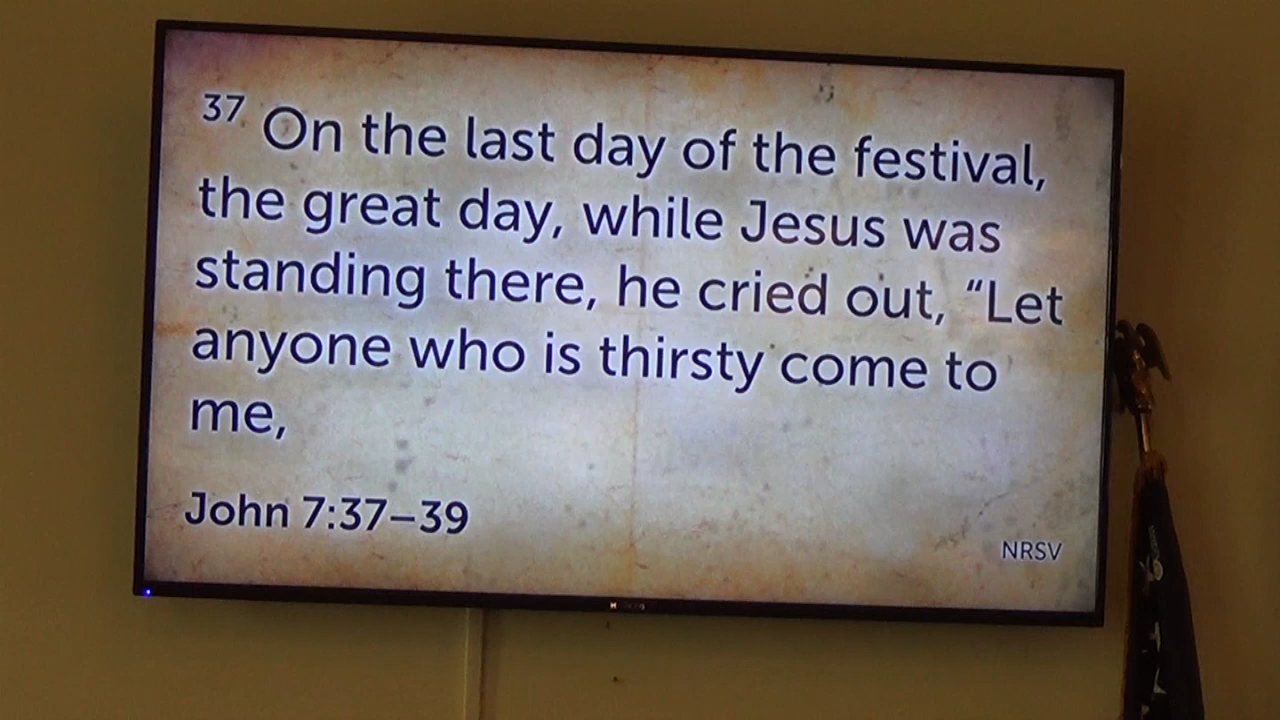 37 On the last day of the festival,
the great day, while Jesus was
standing there, he cried out, “Let
anyone who is thirsty come to
me,
John 7:37–39
NRSV